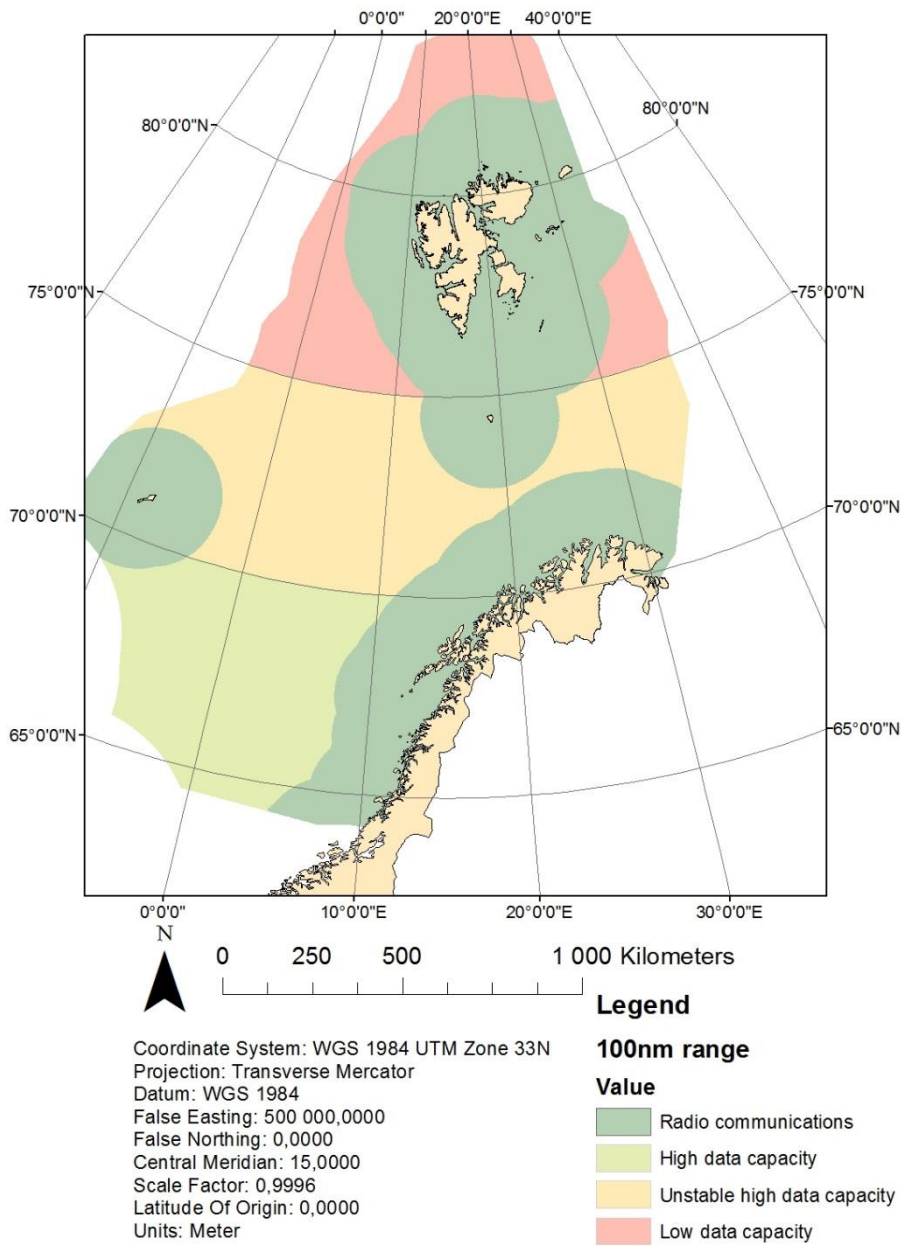 0°0'0" 20°0'0"E 40°0'0"E
80°0'0"N 80°0'0"N
75°0'0"N 75°0'0"N
70°0'0"N 70°0'0"N
65°0'0"N 65°0'0"N
0°0'0" 10°0'0"E 20°0'0"E 30°0'0"E
N
0 250 500 1 000 Kilometers
Coordinate System: WGS 1984 UTM Zone 33N
Projection: Transverse Mercator
Datum: WGS 1984
False Easting: 500 000,0000
False Northing: 0,0000
Central Meridian: 15,0000
Scale Factor: 0,9996
Latitude Of Origin: 0,0000
Units: Meter
Legend
100nm range
Value
Radio communications
High data capacity
Unstable high data capacity
Low data capacity